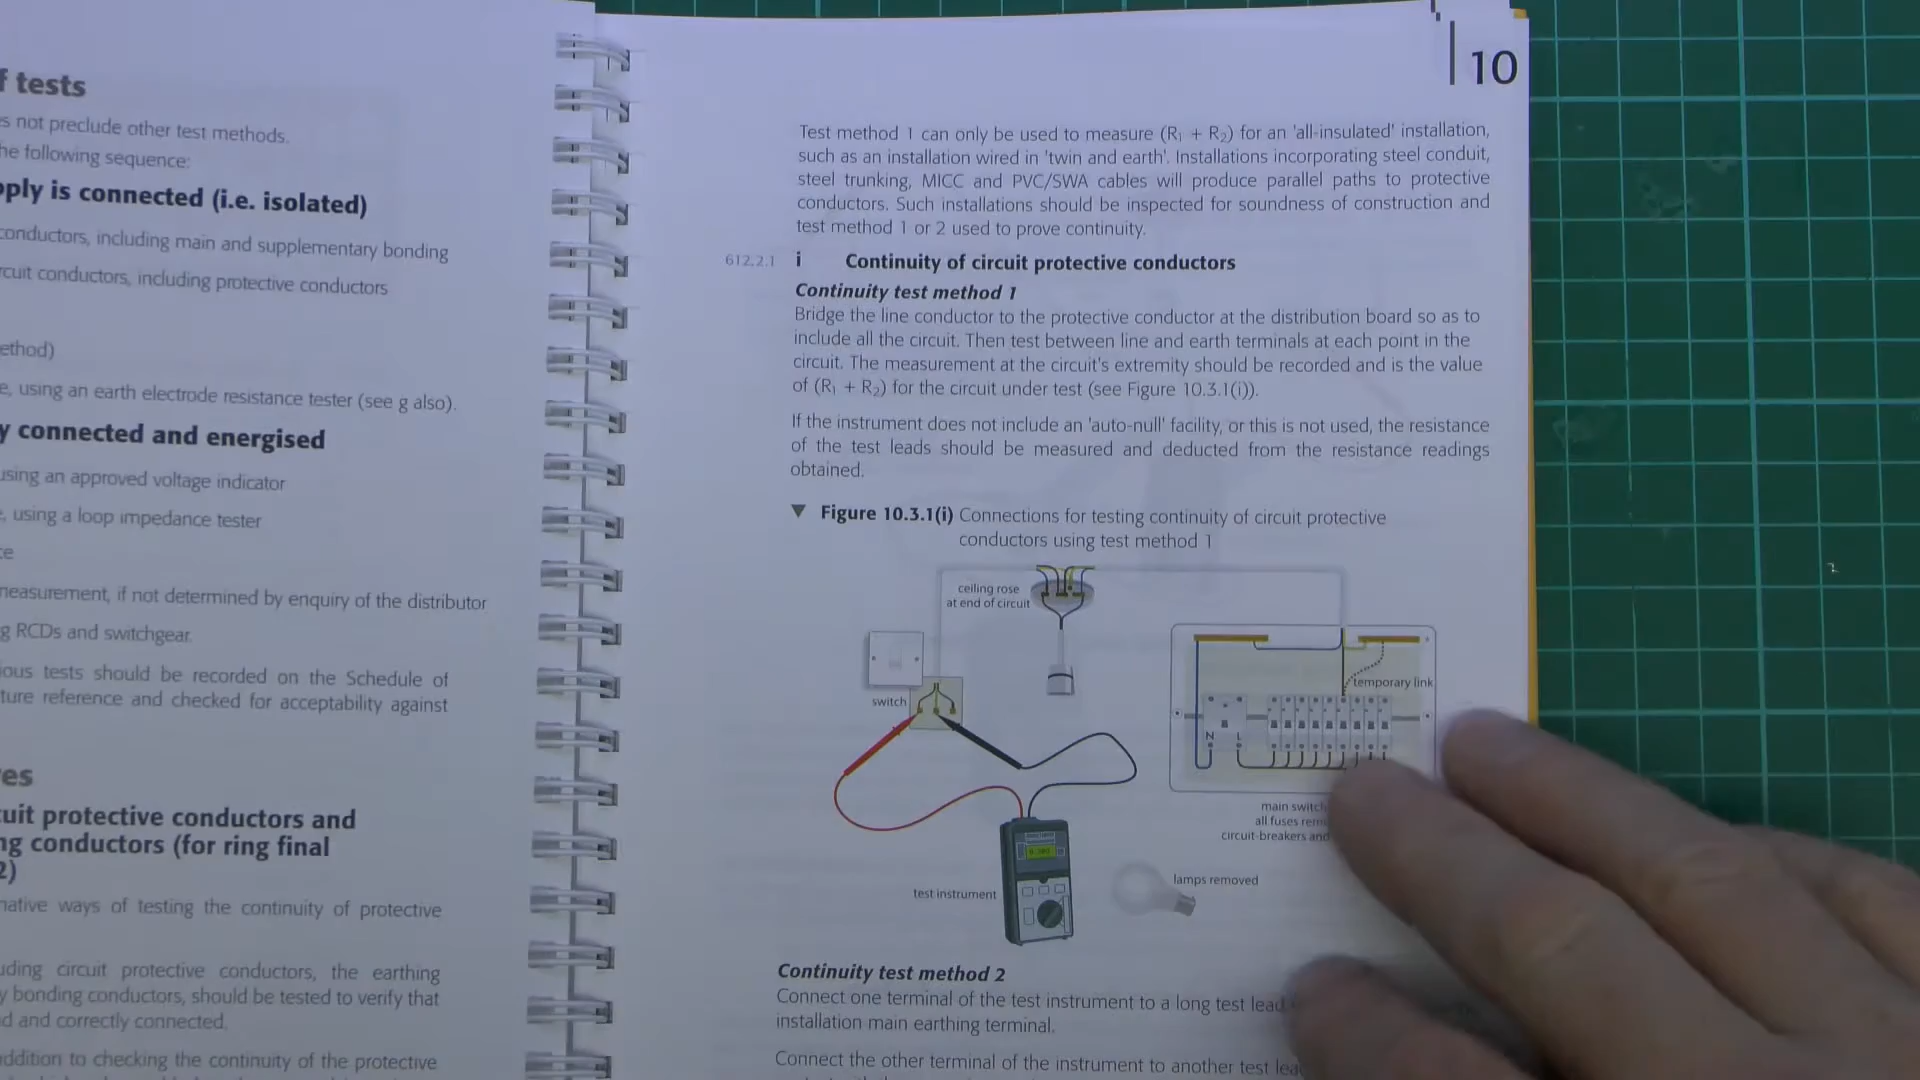 f tests
s not preclude other test methods.
he following sequence:
ply is connected (i.e. isolated)
conductors, including main and supplementary bonding
rcuit conductors, including protective conductors
ethod)
e, using an earth electrode resistance tester (see g also).
y connected and energised
using an approved voltage indicator
, using a loop impedance tester
ce
measurement, if not determined by enquiry of the distributor
g RCDs and switchgear.
ious tests should be recorded on the Schedule of
ture reference and checked for acceptability against
es
cuit protective conductors and
ng conductors (for ring final
2)
native ways of testing the continuity of protective
uding circuit protective conductors, the earthing
y bonding conductors, should be tested to verify that
d and correctly connected.
addition to checking the continuity of the protective
10
Test method 1 can only be used to measure (R₁ + R₂) for an 'all-insulated' installation,
such as an installation wired in 'twin and earth'. Installations incorporating steel conduit,
steel trunking, MICC and PVC/SWA cables will produce parallel paths to protective
conductors. Such installations should be inspected for soundness of construction and
test method 1 or 2 used to prove continuity.
612.2.1 i Continuity of circuit protective conductors
Continuity test method 1
Bridge the line conductor to the protective conductor at the distribution board so as to
include all the circuit. Then test between line and earth terminals at each point in the
circuit. The measurement at the circuit's extremity should be recorded and is the value
of (R₁ + R₂) for the circuit under test (see Figure 10.3.1(i)).
If the instrument does not include an 'auto-null' facility, or this is not used, the resistance
of the test leads should be measured and deducted from the resistance readings
obtained.
▼ Figure 10.3.1(i) Connections for testing continuity of circuit protective
conductors using test method 1
ceiling rose
at end of circuit
switch
temporary link
N L
main switch
all fuses rem
circuit-breakers and
lamps removed
test instrument
Continuity test method 2
Connect one terminal of the test instrument to a long test lead
installation main earthing terminal.
Connect the other terminal of the instrument to another test lea